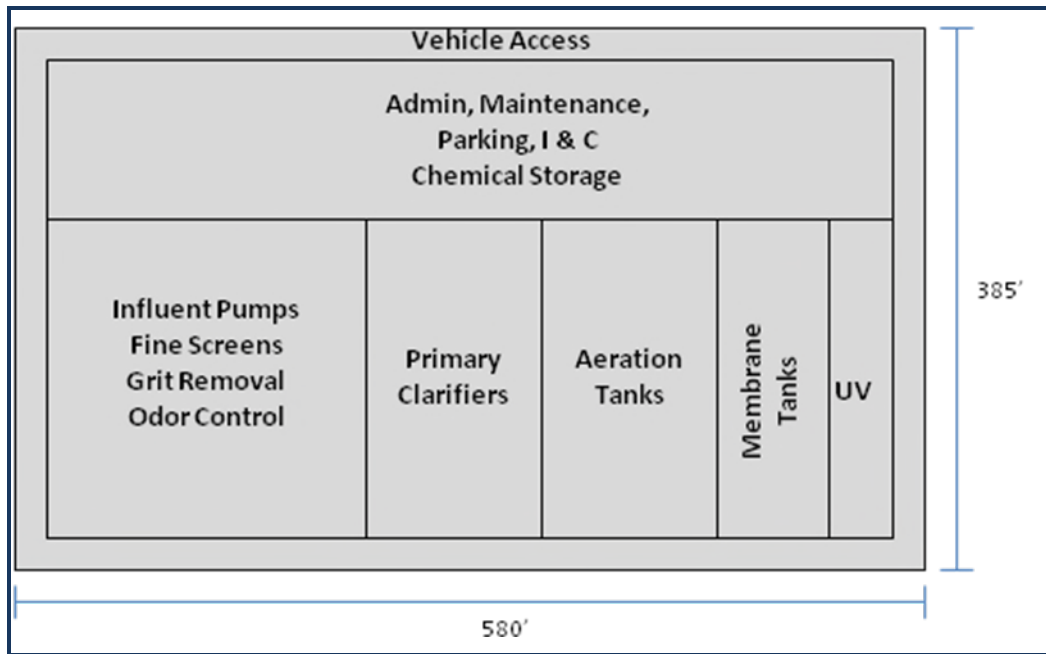 Vehicle Access
Admin, Maintenance,
Parking, I & C
Chemical Storage
Influent Pumps
Fine Screens
Grit Removal
Odor Control
Primary
Clarifiers
Aeration
Tanks
Membrane
Tanks
UV
385′
580′